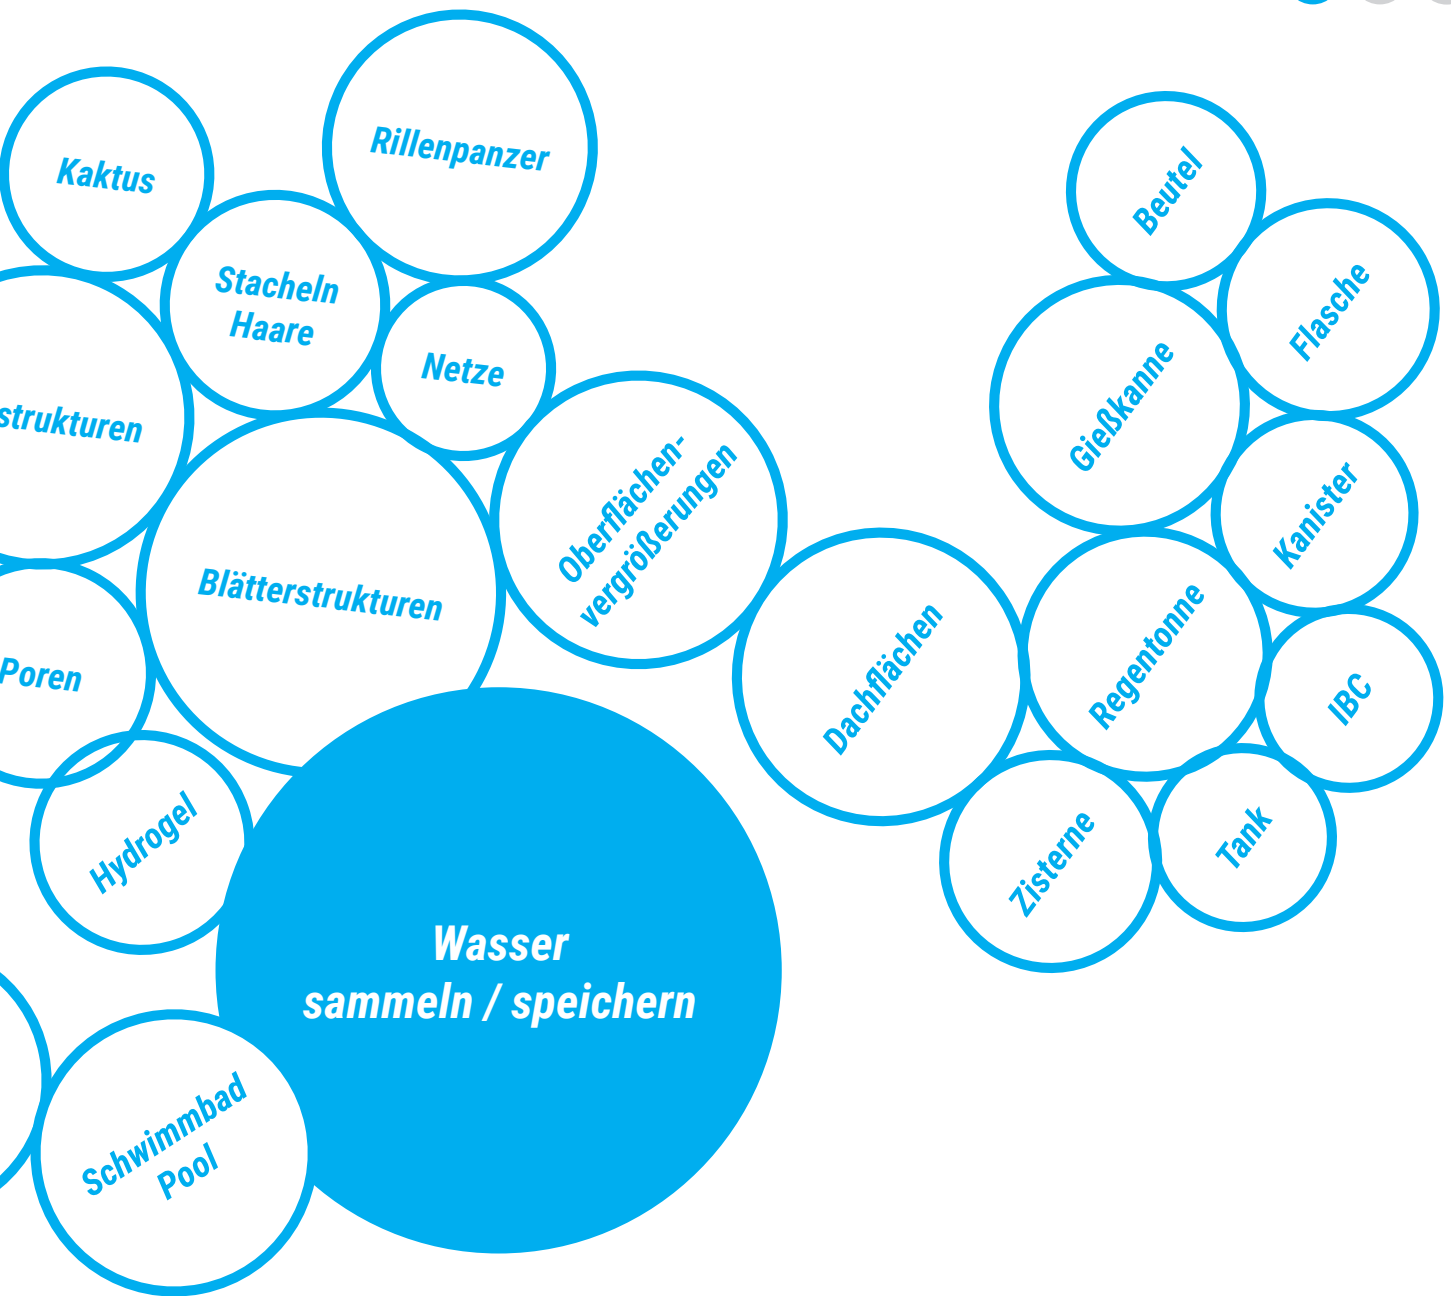 Rillenpanzer
Kaktus
Beutel
Stacheln
Haare
Flasche
Netze
Gießkanne
strukturen
Oberflächen-
vergrößerungen
Kanister
Blätterstrukturen
Dachflächen
Regentonne
Poren
IBC
Hydrogel
Zisterne
Tank
Wasser
sammeln / speichern
Schwimmbad
Pool